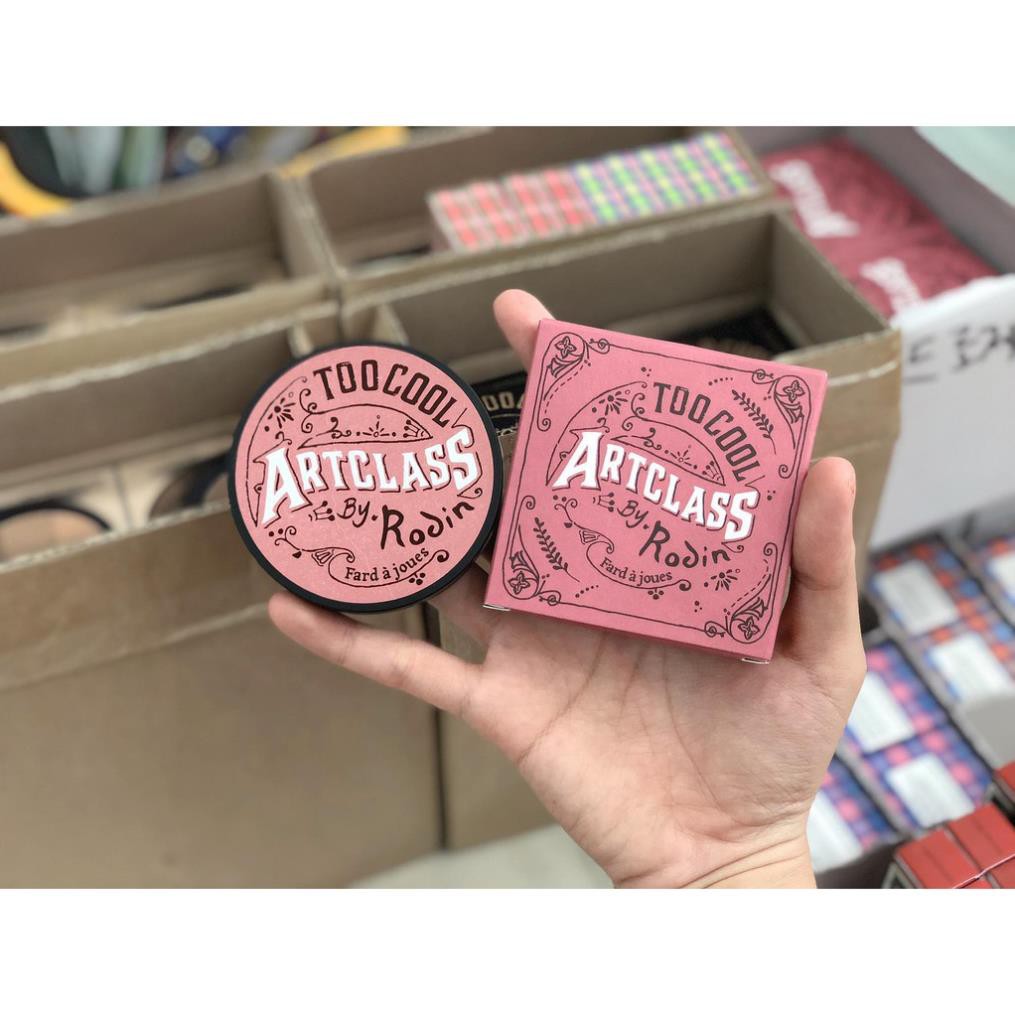 TOO COOL
ARTCLASS
By. Rodin
Fard à joues
TOO COOL
ARTCLASS
By. Rodin
Fard à joues